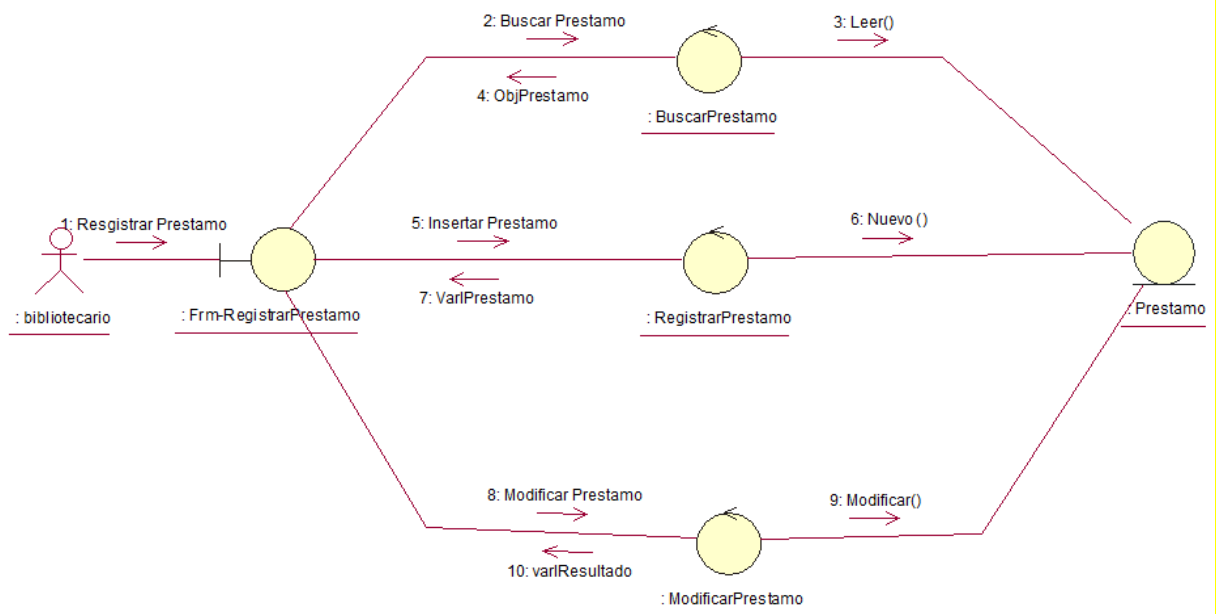 2: Buscar Prestamo
3: Leer()
4: ObjPrestamo
: BuscarPrestamo
1: Resgistrar Prestamo
5: Insertar Prestamo
6: Nuevo ()
7: VarlPrestamo
: bibliotecario
: Frm-RegistrarPrestamo
: RegistrarPrestamo
: Prestamo
8: Modificar Prestamo
9: Modificar()
10: varlResultado
: ModificarPrestamo